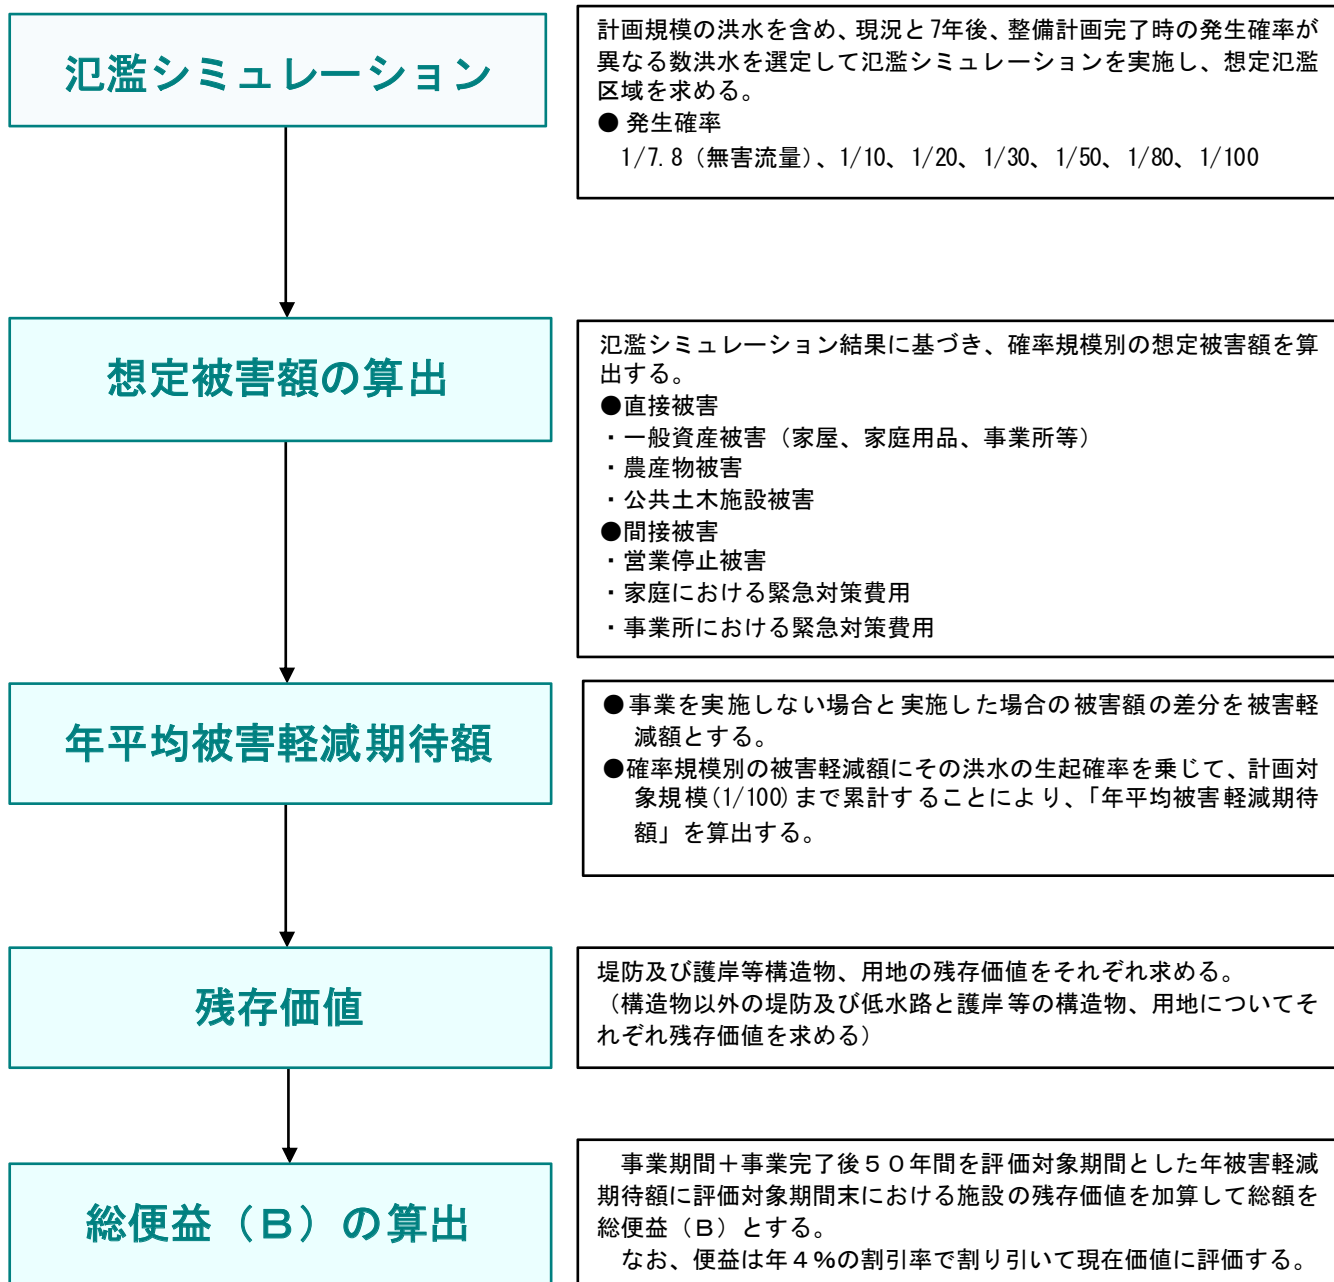 氾濫シミュレーション
計画規模の洪水を含め、現況と7年後、整備計画完了時の発生確率が
異なる数洪水を選定して氾濫シミュレーションを実施し、想定氾濫
区域を求める。
● 発生確率
1/7.8（無害流量）、1/10、1/20、1/30、1/50、1/80、1/100
想定被害額の算出
氾濫シミュレーション結果に基づき、確率規模別の想定被害額を算
出する。
●直接被害
・一般資産被害（家屋、家庭用品、事業所等）
・農産物被害
・公共土木施設被害
●間接被害
・営業停止被害
・家庭における緊急対策費用
・事業所における緊急対策費用
年平均被害軽減期待額
●事業を実施しない場合と実施した場合の被害額の差分を被害軽
減額とする。
●確率規模別の被害軽減額にその洪水の生起確率を乗じて、計画対
象規模(1/100)まで累計することにより、「年平均被害軽減期待
額」を算出する。
残存価値
堤防及び護岸等構造物、用地の残存価値をそれぞれ求める。
（構造物以外の堤防及び低水路と護岸等の構造物、用地についてそ
れぞれ残存価値を求める）
総便益（Ｂ）の算出
事業期間＋事業完了後５０年間を評価対象期間とした年被害軽減
期待額に評価対象期間末における施設の残存価値を加算して総額を
総便益（Ｂ）とする。
なお、便益は年４％の割引率で割り引いて現在価値に評価する。